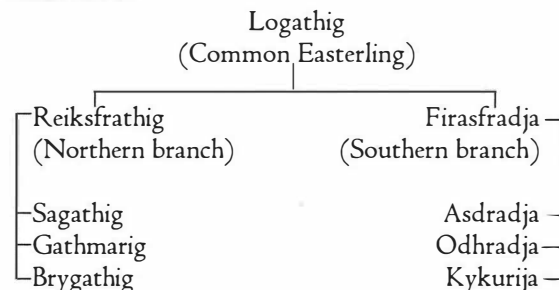 Logathig
(Common Easterling)
Reiksfrathig
(Northern branch)
Firasfradja
(Southern branch)
Sagathig
Gathmarig
Brygathig
Asdradja
Odhradja
Kykurija